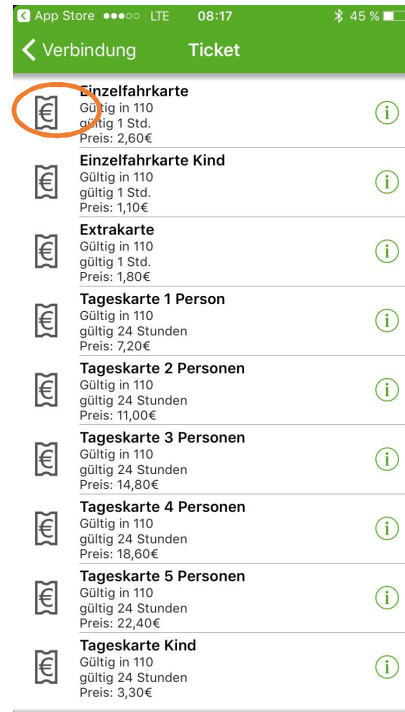 App Store LTE 08:17 45 %
Verbindung Ticket
Einzelfahrkarte
Gültig in 110
gültig 1 Std.
Preis: 2,60€
Einzelfahrkarte Kind
Gültig in 110
gültig 1 Std.
Preis: 1,10€
Extrakarte
Gültig in 110
gültig 1 Std.
Preis: 1,80€
Tageskarte 1 Person
Gültig in 110
gültig 24 Stunden
Preis: 7,20€
Tageskarte 2 Personen
Gültig in 110
gültig 24 Stunden
Preis: 11,00€
Tageskarte 3 Personen
Gültig in 110
gültig 24 Stunden
Preis: 14,80€
Tageskarte 4 Personen
Gültig in 110
gültig 24 Stunden
Preis: 18,60€
Tageskarte 5 Personen
Gültig in 110
gültig 24 Stunden
Preis: 22,40€
Tageskarte Kind
Gültig in 110
gültig 24 Stunden
Preis: 3,30€